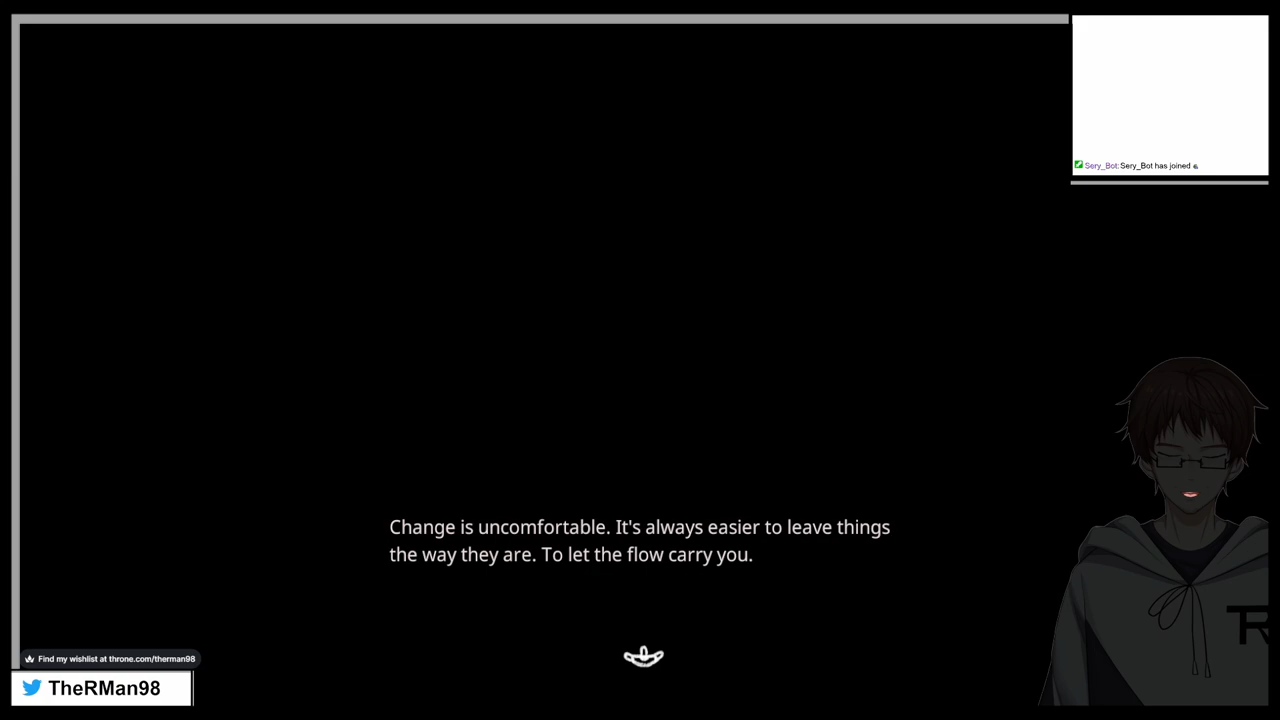 Sery_Bot: Sery_Bot has joined
Change is uncomfortable. It's always easier to leave things
the way they are. To let the flow carry you.
TR
Find my wishlist at throne.com/therman98
TheRMan98